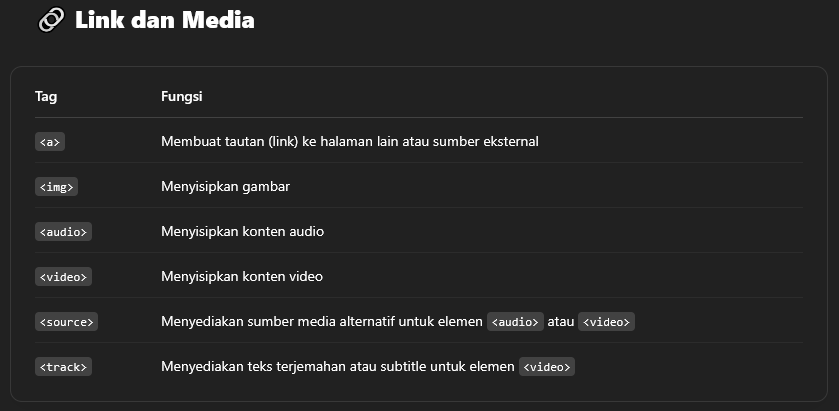 🔗 Link dan Media
Tag Fungsi
<a> Membuat tautan (link) ke halaman lain atau sumber eksternal
<img> Menyisipkan gambar
<audio> Menyisipkan konten audio
<video> Menyisipkan konten video
<source> Menyediakan sumber media alternatif untuk elemen <audio> atau <video>
<track> Menyediakan teks terjemahan atau subtitle untuk elemen <video>